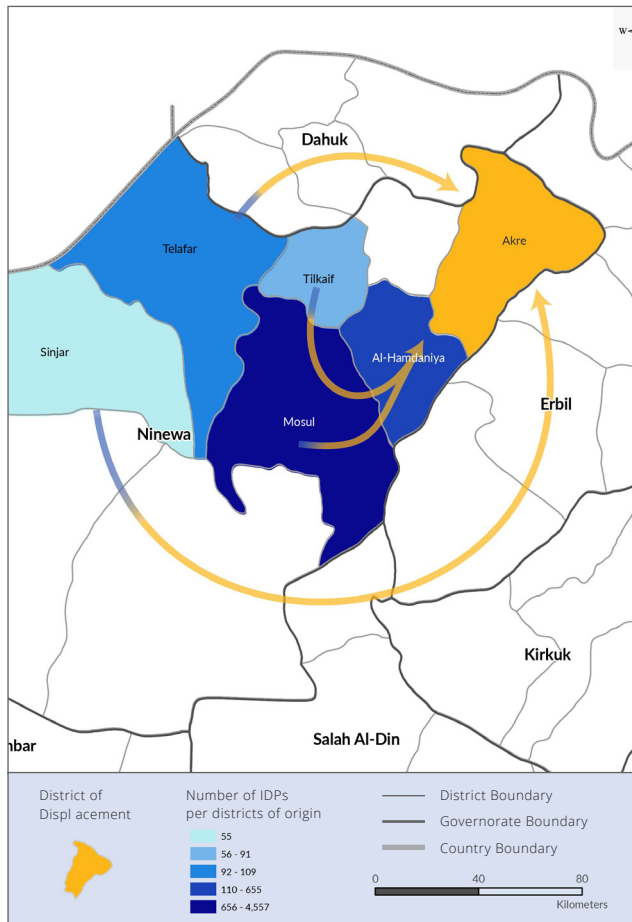 W
Dahuk
Telafar
Akre
Tilkaif
Sinjar
Al-Hamdaniya
Erbil
Mosul
Ninewa
Kirkuk
nbar
Salah Al-Din
District of
Displ acement
Number of IDPs
per districts of origin
55
56 - 91
92 - 109
110 - 655
656 - 4,557
District Boundary
Governorate Boundary
Country Boundary
0 40 80
Kilometers